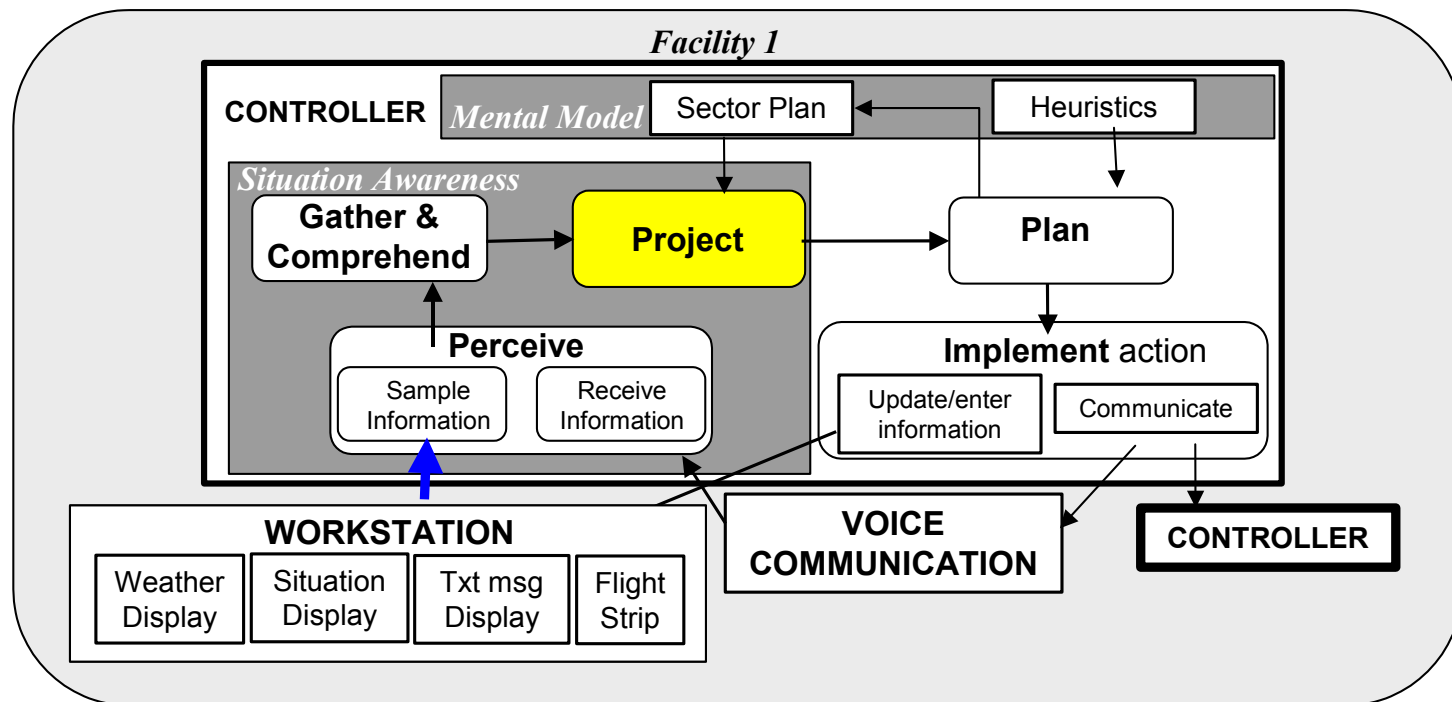 Facility 1
CONTROLLER
Mental Model
Sector Plan
Heuristics
Situation Awareness
Gather &
Comprehend
Project
Plan
Perceive
Sample
Information
Receive
Information
Implement action
Update/enter
information
Communicate
WORKSTATION
Weather
Display
Situation
Display
Txt msg
Display
Flight
Strip
VOICE
COMMUNICATION
CONTROLLER